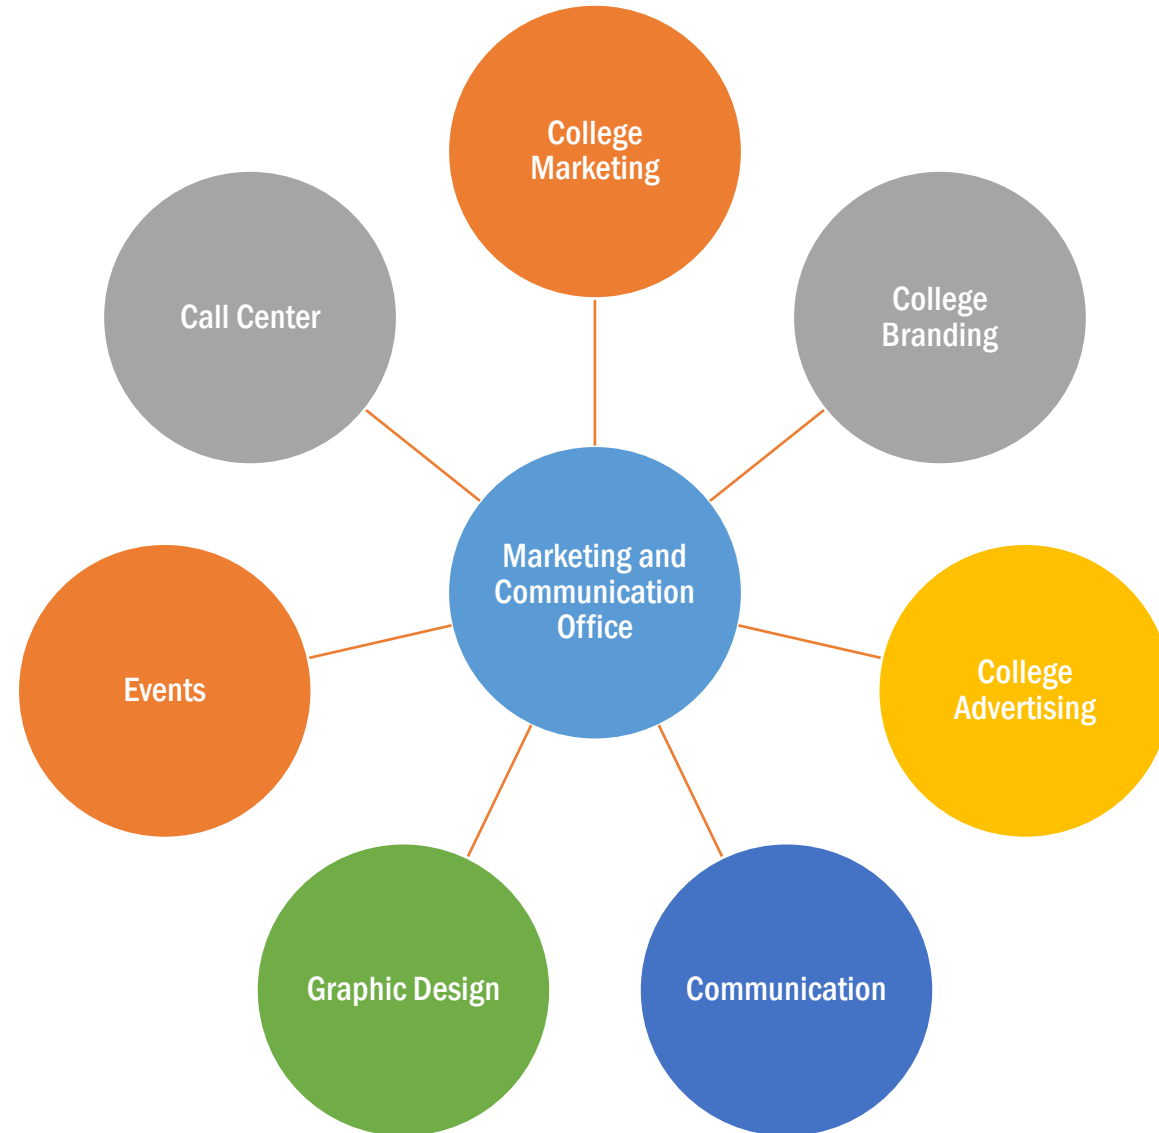 College
Marketing
College
Branding
College
Advertising
Communication
Graphic Design
Events
Call Center
Marketing and
Communication
Office